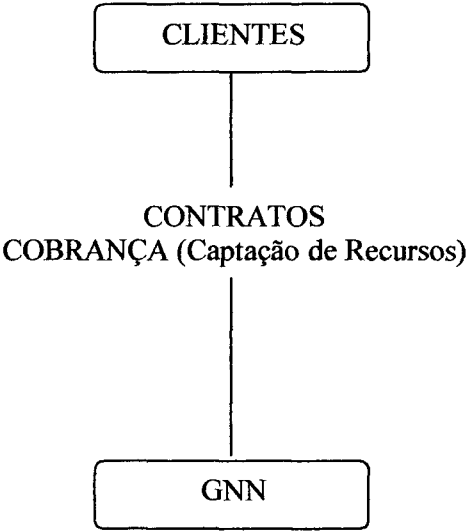 CLIENTES
CONTRATOS
COBRANÇA (Captação de Recursos)
GNN